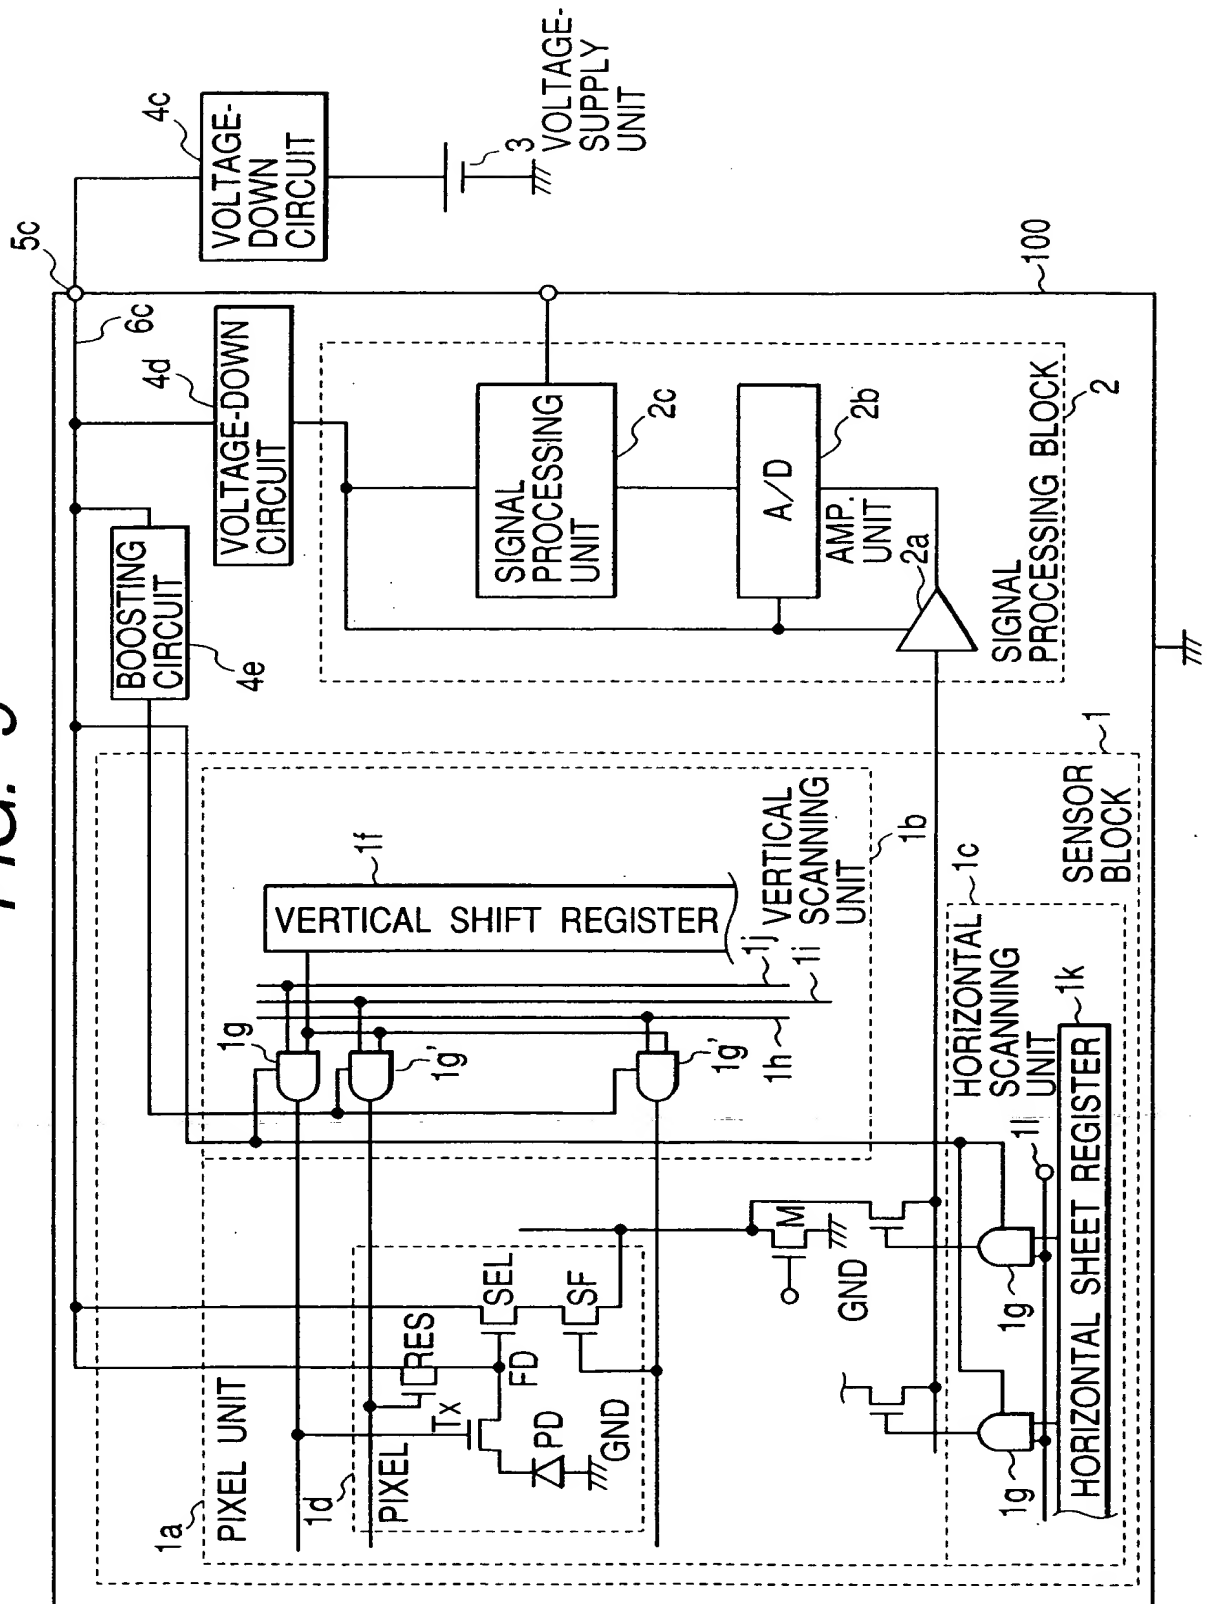 5c
4c
VOLTAGE-
DOWN
CIRCUIT
3
VOLTAGE-
SUPPLY
UNIT
6c
100
4d
VOLTAGE-DOWN
CIRCUIT
BOOSTING
CIRCUIT
4e
SIGNAL
PROCESSING
UNIT
2c
A/D
2b
AMP.
UNIT
2a
SIGNAL
PROCESSING BLOCK
2
1
SENSOR
BLOCK
1f
VERTICAL SHIFT REGISTER
VERTICAL
SCANNING
UNIT
1b
1j
1i
1h
1g
1g'
1g'
1c
HORIZONTAL
SCANNING
UNIT
1k
1l
HORIZONTAL SHEET REGISTER
1g
1g
1a
PIXEL UNIT
1d
PIXEL
RES
Tx
SEL
SF
FD
PD
GND
M
GND